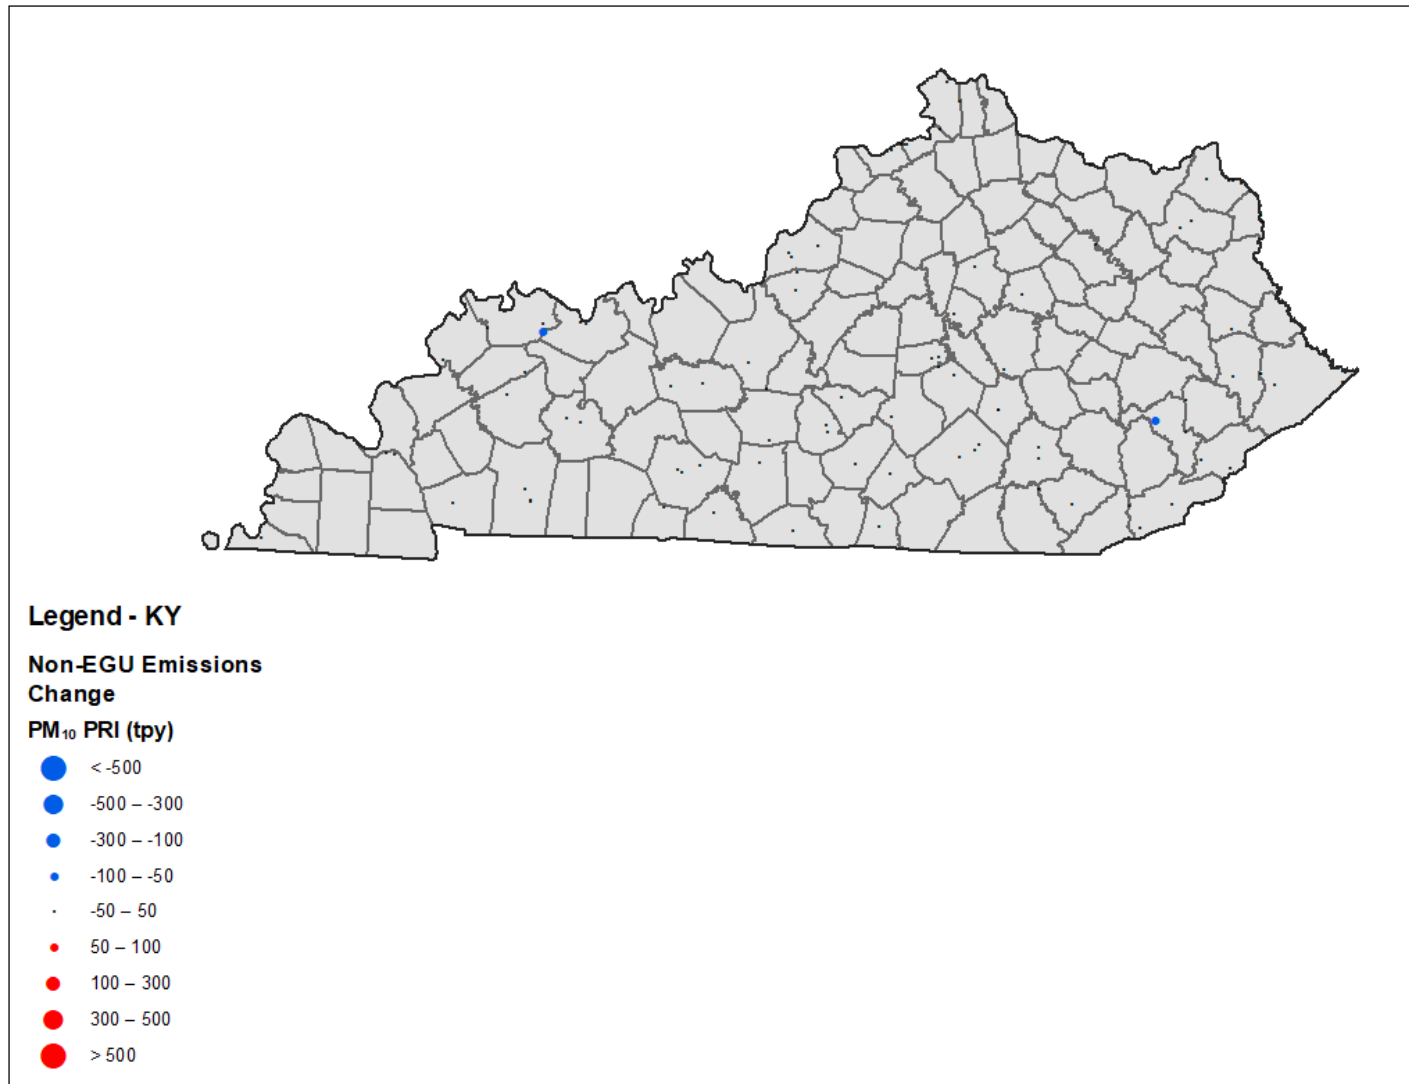 Legend - KY
Non-EGU Emissions
Change
PM₁₀ PRI (tpy)
< -500
-500 – -300
-300 – -100
-100 – -50
-50 – 50
50 – 100
100 – 300
300 – 500
> 500